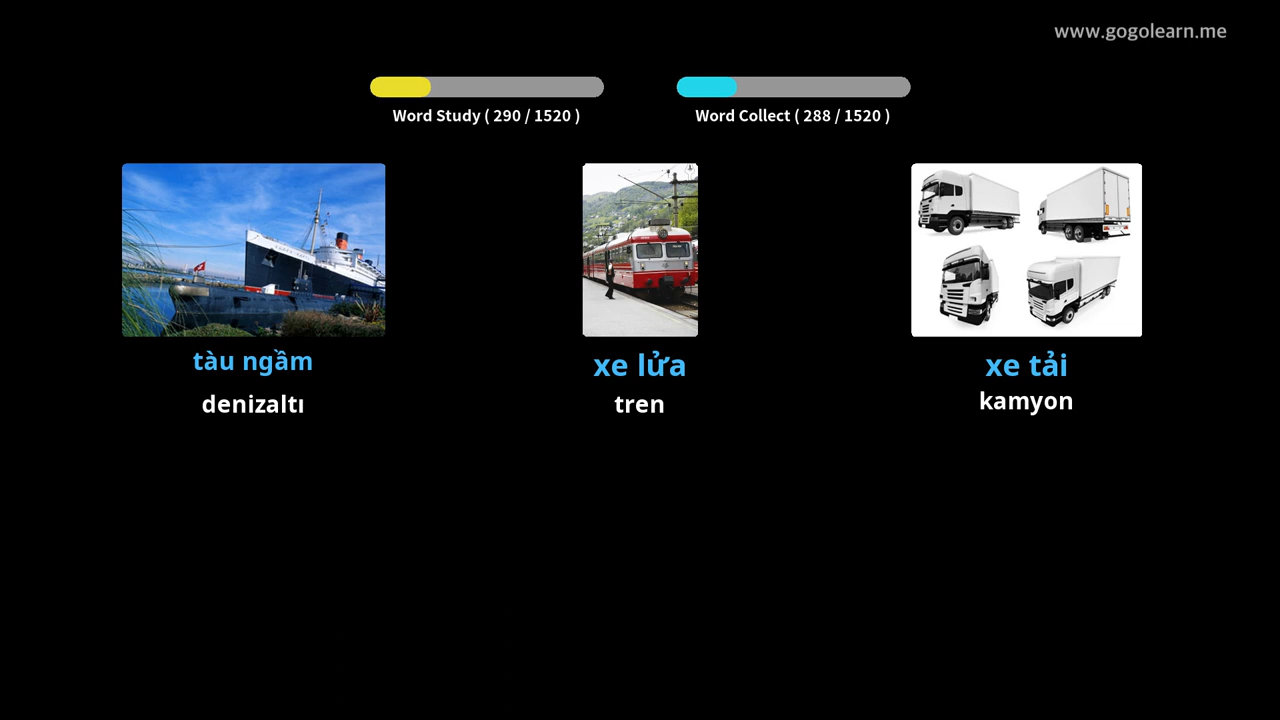 www.gogolearn.me
Word Study ( 290 / 1520 )
Word Collect ( 288 / 1520 )
tàu ngầm
denizaltı
xe lửa
tren
xe tải
kamyon